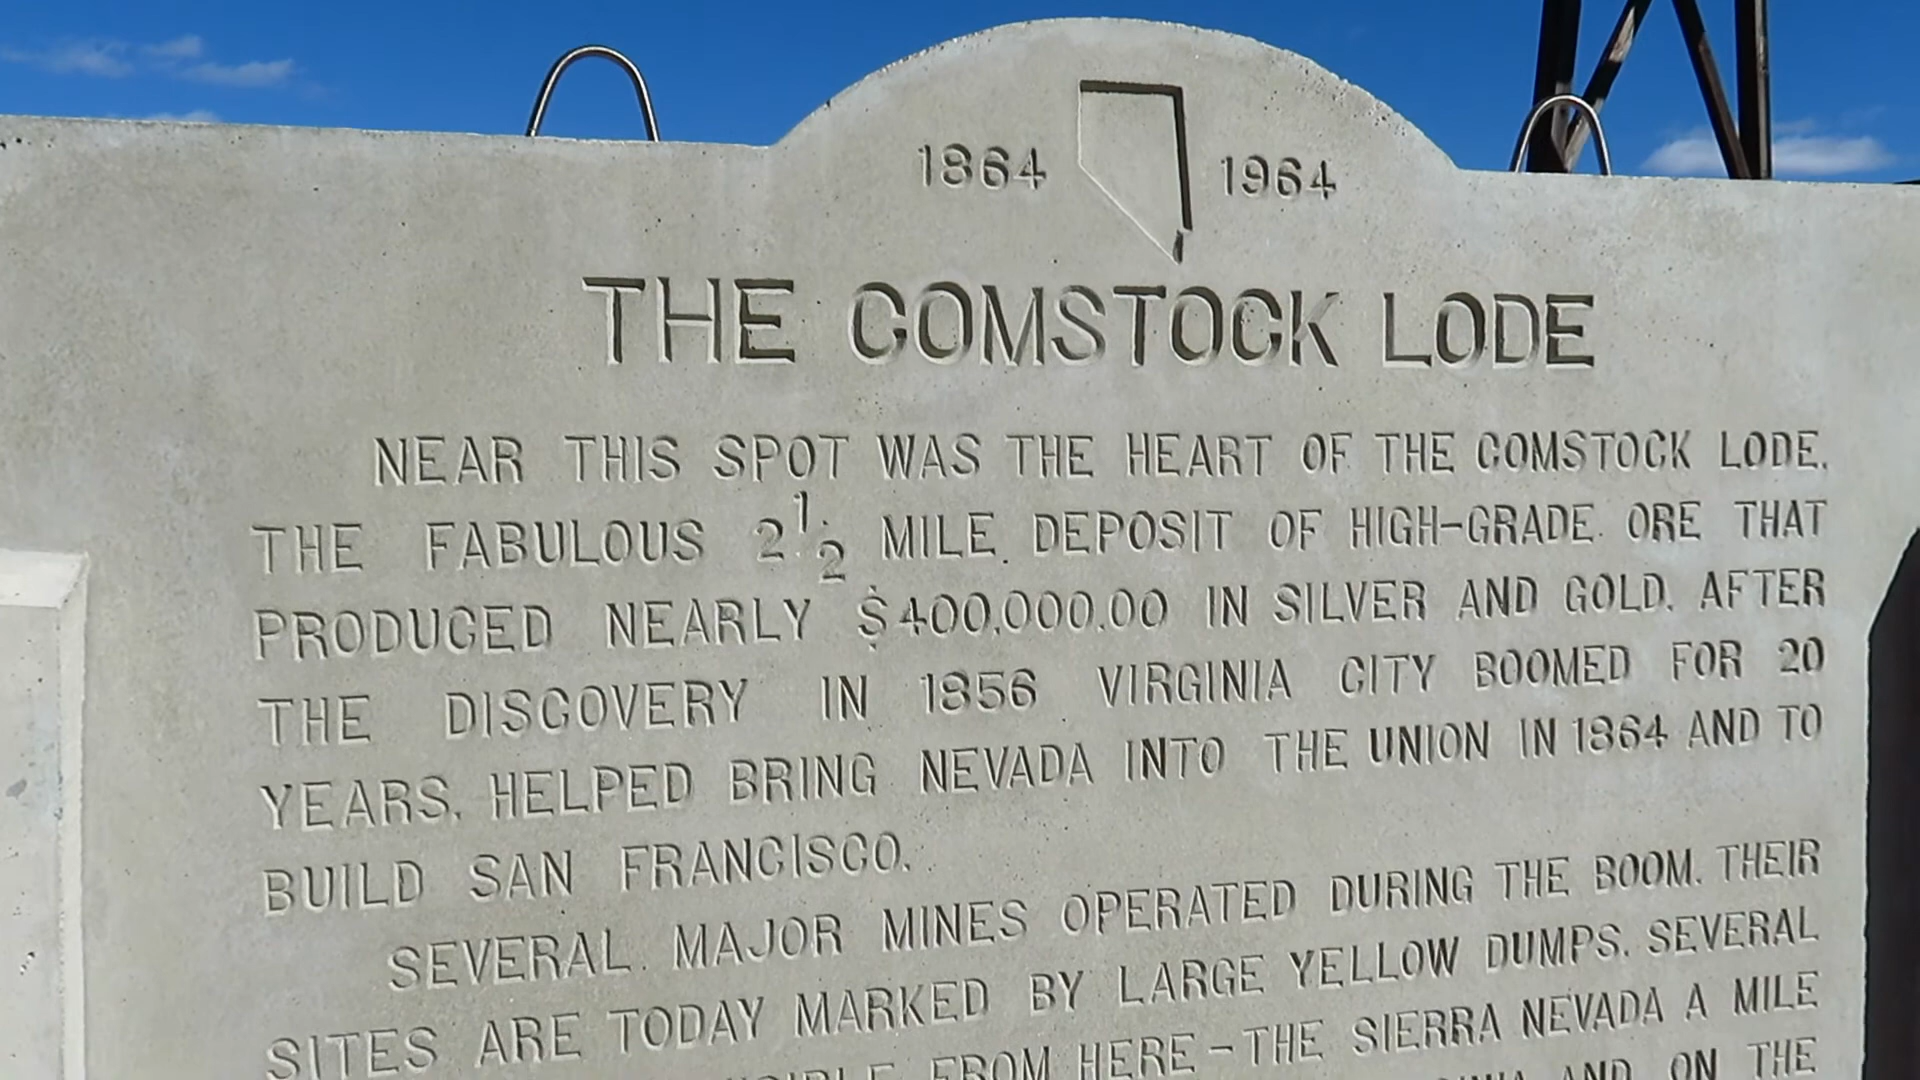 1864 1964
THE COMSTOCK LODE
NEAR THIS SPOT WAS THE HEART OF THE COMSTOCK LODE.
THE FABULOUS 2 1/2 MILE DEPOSIT OF HIGH-GRADE ORE THAT
PRODUCED NEARLY $400,000,00 IN SILVER AND GOLD. AFTER
THE DISCOVERY IN 1856 VIRGINIA CITY BOOMED FOR 20
YEARS, HELPED BRING NEVADA INTO THE UNION IN 1864 AND TO
BUILD SAN FRANCISCO.
SEVERAL MAJOR MINES OPERATED DURING THE BOOM. THEIR
SITES ARE TODAY MARKED BY LARGE YELLOW DUMPS. SEVERAL
FROM HERE - THE SIERRA NEVADA A MILE
AND ON THE